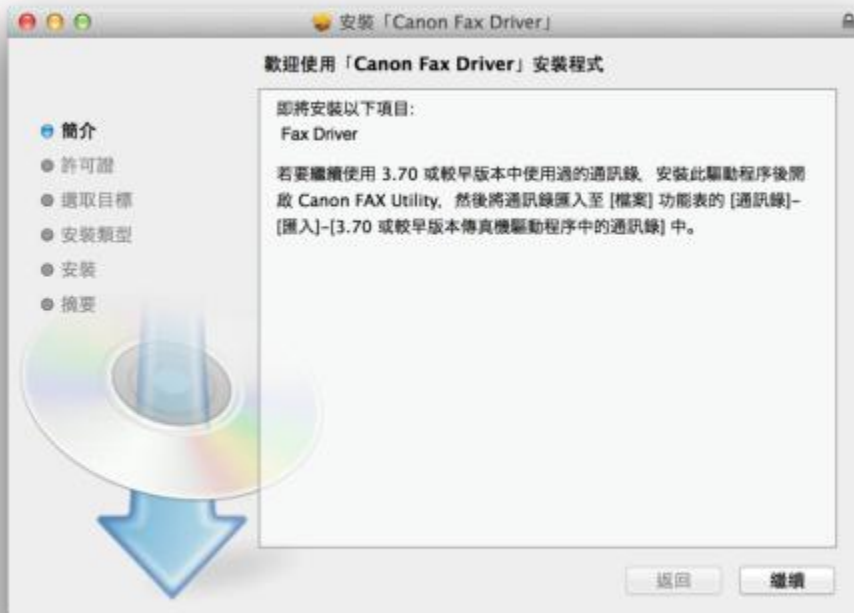 安裝「Canon Fax Driver」
歡迎使用「Canon Fax Driver」安裝程式
簡介
許可證
選取目標
安裝類型
安裝
摘要
即將安裝以下項目:
Fax Driver
若要繼續使用 3.70 或較早版本中使用過的通訊錄，安裝此驅動程序後開
啟 Canon FAX Utility，然後將通訊錄匯入至 [檔案] 功能表的 [通訊錄]-
[匯入]-[3.70 或較早版本傳真機驅動程序中的通訊錄] 中。
返回
繼續